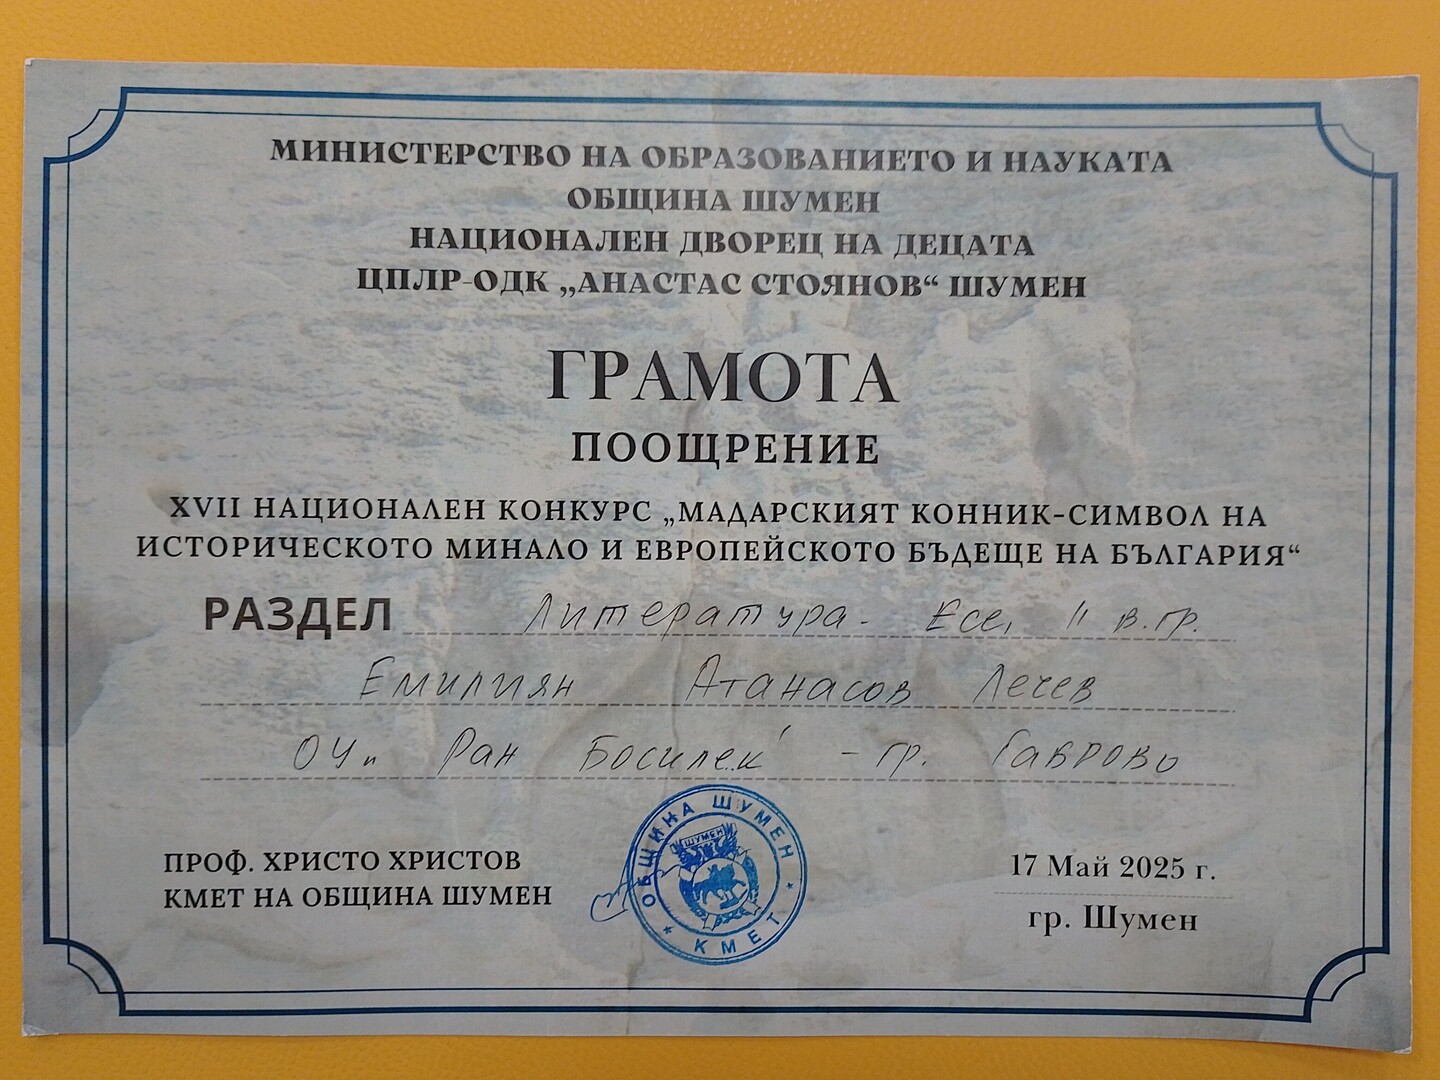 МИНИСТЕРСТВО НА ОБРАЗОВАНИЕТО И НАУКАТА
ОБЩИНА ШУМЕН
НАЦИОНАЛЕН ДВОРЕЦ НА ДЕЦАТА
ЦПЛР-ОДК „АНАСТАС СТОЯНОВ“ ШУМЕН
ГРАМОТА
ПООЩРЕНИЕ
XVII НАЦИОНАЛЕН КОНКУРС „МАДАРСКИЯТ КОННИК-СИМВОЛ НА
ИСТОРИЧЕСКОТО МИНАЛО И ЕВРОПЕЙСКОТО БЪДЕЩЕ НА БЪЛГАРИЯ“
РАЗДЕЛ Литература - Есе, II в.гр.
Емилиян Атанасов Лечев
ОУ „Ран Босилек“ - гр. Габрово
ПРОФ. ХРИСТО ХРИСТОВ
КМЕТ НА ОБЩИНА ШУМЕН
ОБЩИНА ШУМЕН
ШУМЕН
* КМЕТ *
17 Май 2025 г.
гр. Шумен